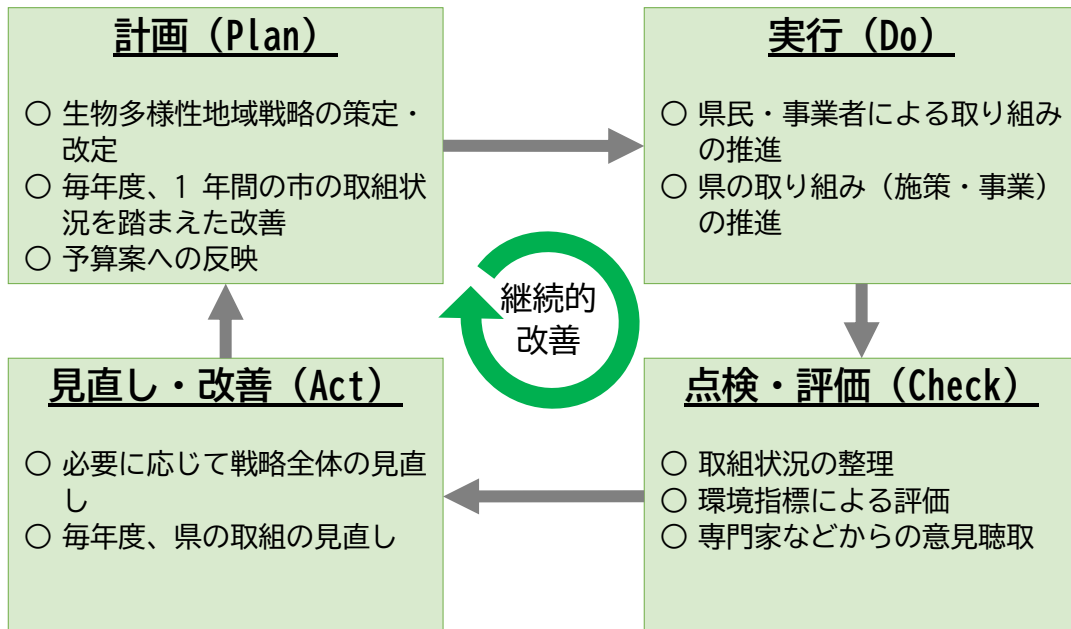 計画（Plan）
○ 生物多様性地域戦略の策定・
改定
○ 毎年度、1 年間の市の取組状
況を踏まえた改善
○ 予算案への反映
実行（Do）
○ 県民・事業者による取り組み
の推進
○ 県の取り組み（施策・事業）
の推進
継続的
改善
見直し・改善（Act）
○ 必要に応じて戦略全体の見直
し
○ 毎年度、県の取組の見直し
点検・評価（Check）
○ 取組状況の整理
○ 環境指標による評価
○ 専門家などからの意見聴取